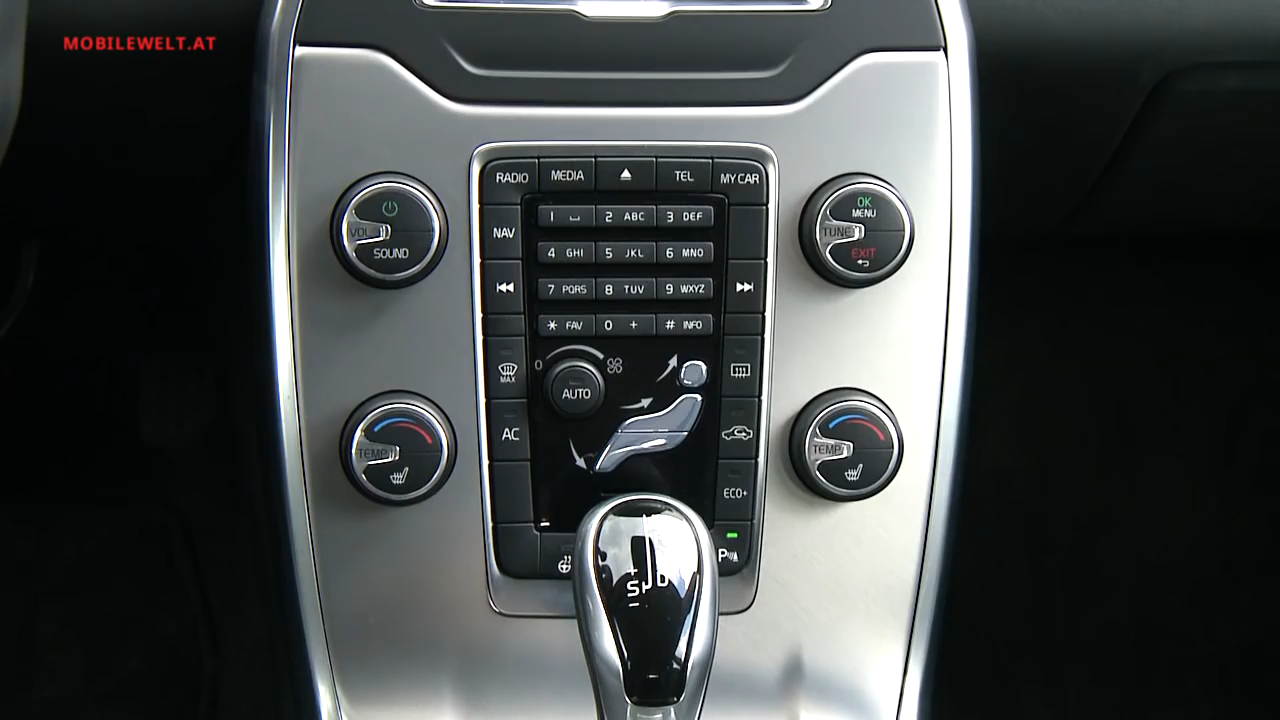 MOBILEWELT.AT
RADIO MEDIA TEL MY CAR
VOL
SOUND
OK
MENU
TUNE
EXIT
NAV
1 2 ABC 3 DEF
4 GHI 5 JKL 6 MNO
7 PQRS 8 TUV 9 WXYZ
* FAV 0 + # INFO
MAX
0
AUTO
AC
TEMP
TEMP
ECO+
P
+
S
−